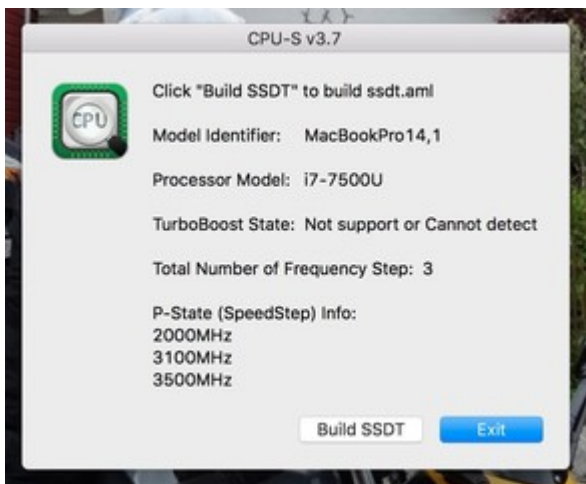 CPU-S v3.7
Click "Build SSDT" to build ssdt.aml
CPU
Model Identifier: MacBookPro14,1
Processor Model: i7-7500U
TurboBoost State: Not support or Cannot detect
Total Number of Frequency Step: 3
P-State (SpeedStep) Info:
2000MHz
3100MHz
3500MHz
Build SSDT
Exit